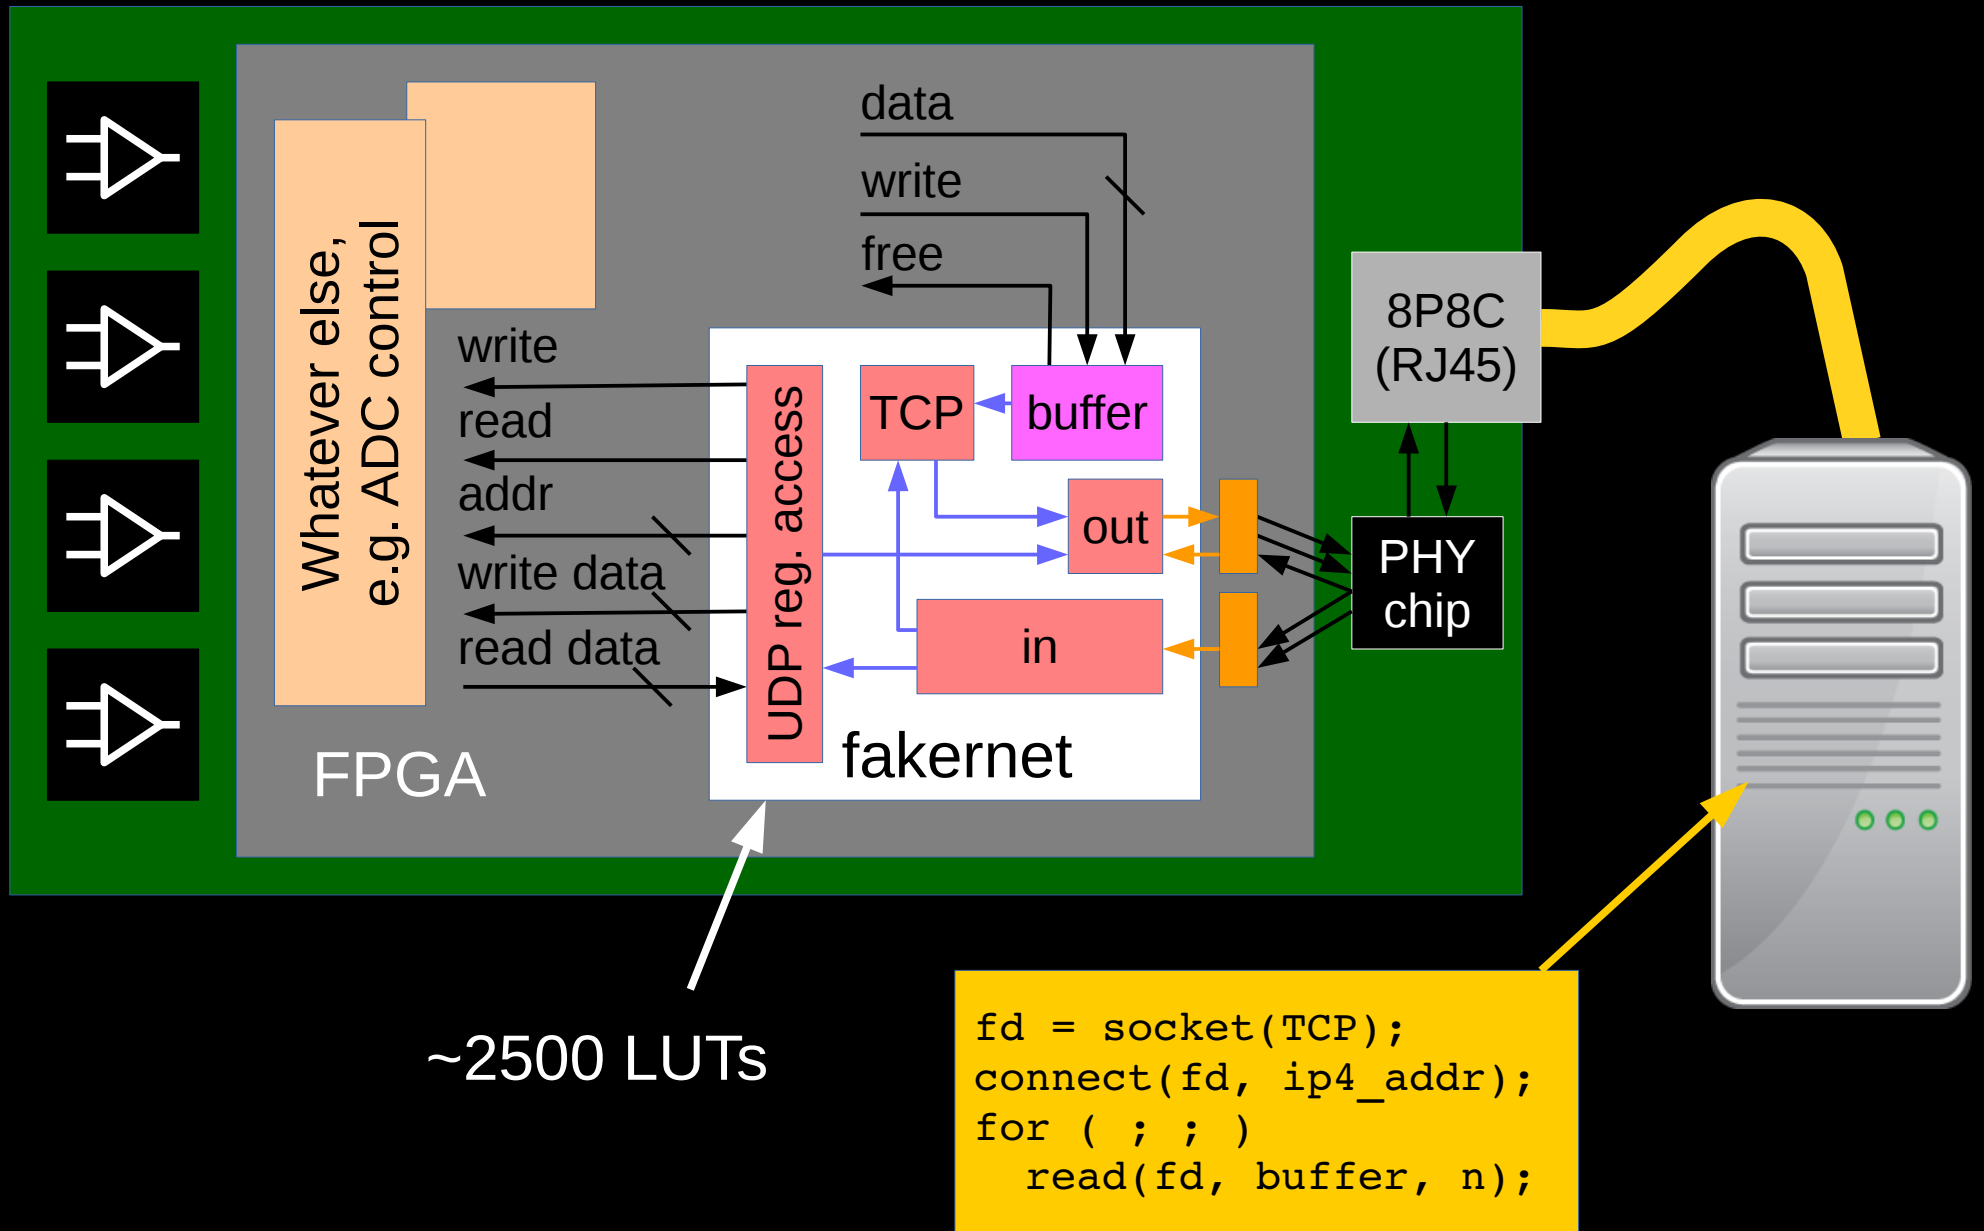 data
write
free
Whatever else,
e.g. ADC control
write
read
addr
write data
read data
UDP reg. access
TCP
buffer
out
in
fakernet
FPGA
8P8C
(RJ45)
PHY
chip
~2500 LUTs
fd = socket(TCP);
connect(fd, ip4_addr);
for ( ; ; )
  read(fd, buffer, n);